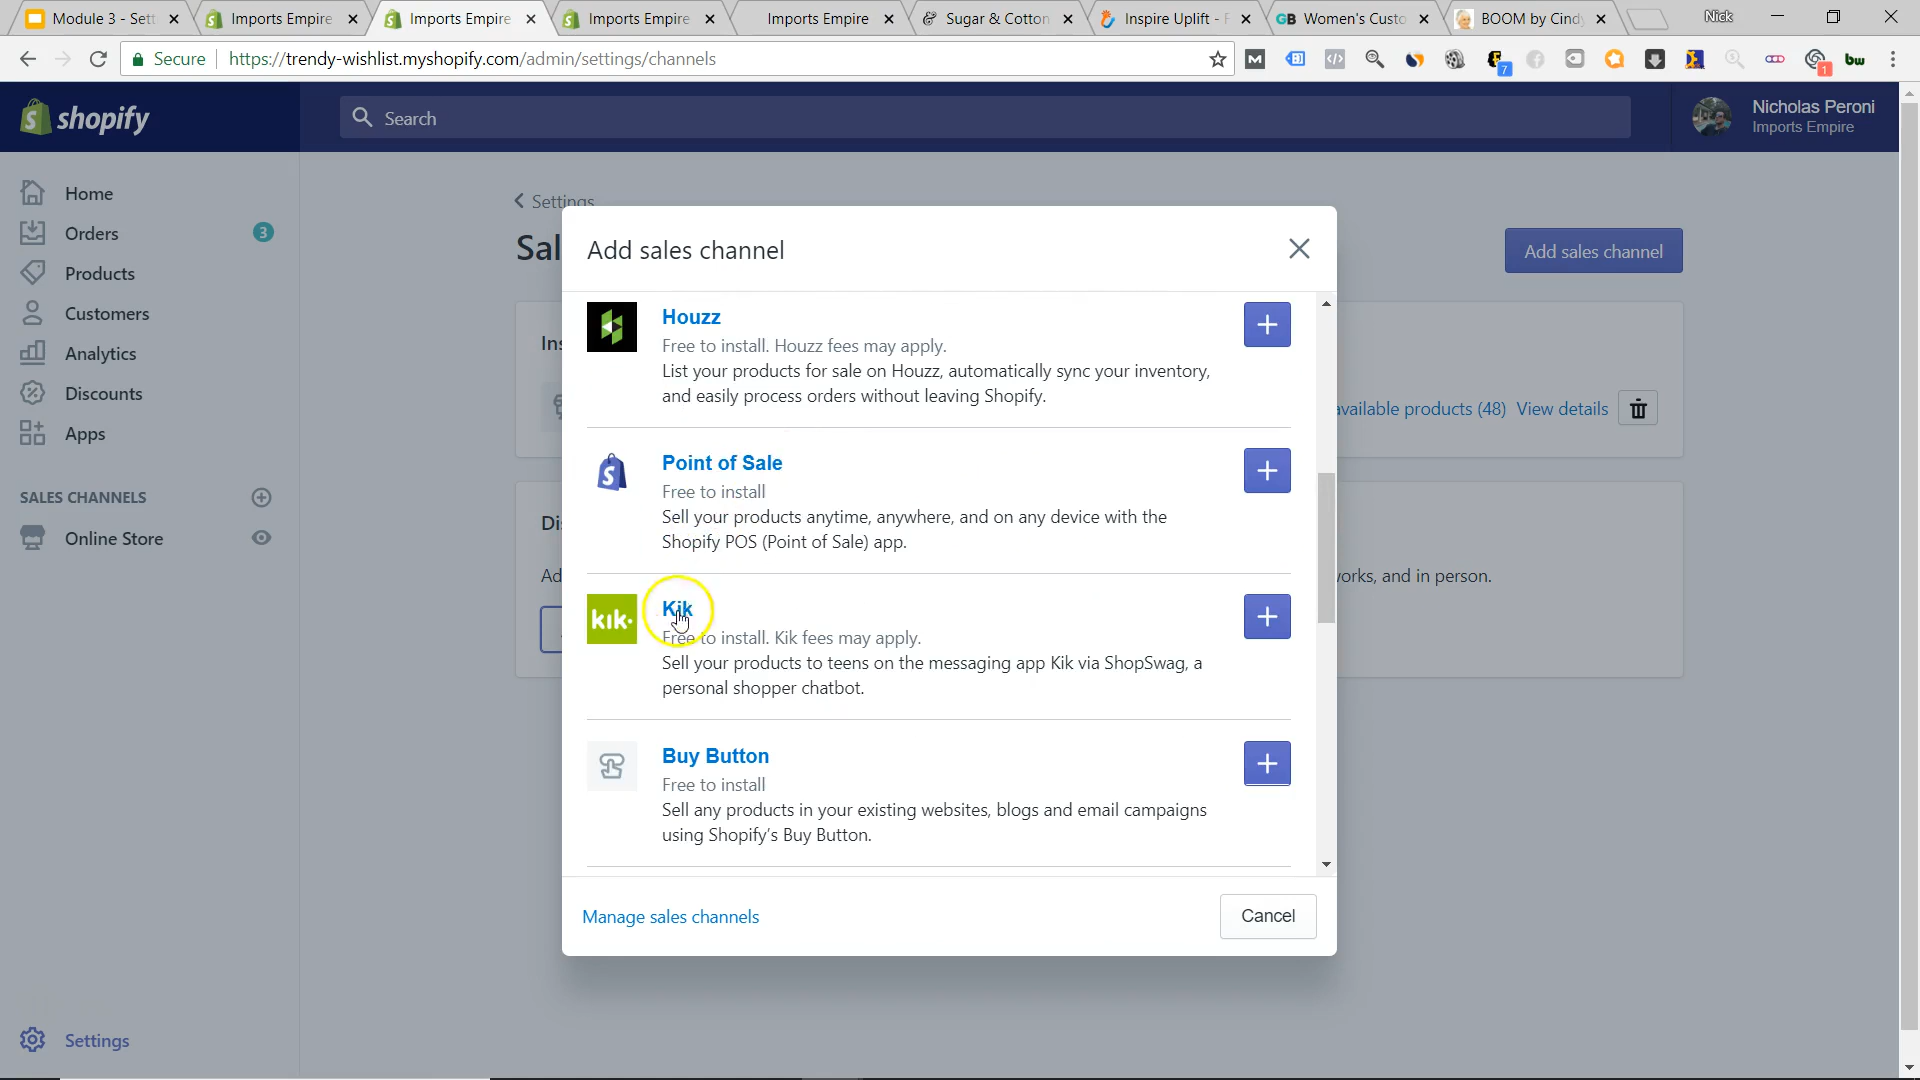 Module 3 - Sett
Imports Empire
Imports Empire
Imports Empire
Imports Empire
Sugar & Cotton
Inspire Uplift - F
Women's Custo
BOOM by Cind
Nick
Secure
https://trendy-wishlist.myshopify.com/admin/settings/channels
7
1
bw
shopify
Search
Nicholas Peroni
Imports Empire
Home
Orders
3
Products
Customers
Analytics
Discounts
Apps
SALES CHANNELS
Online Store
Settings
Settings
Sal
Add sales channel
Ins
available products (48)
View details
Di
Ad
orks, and in person.
Add sales channel
Houzz
Free to install. Houzz fees may apply.
List your products for sale on Houzz, automatically sync your inventory,
and easily process orders without leaving Shopify.
Point of Sale
Free to install
Sell your products anytime, anywhere, and on any device with the
Shopify POS (Point of Sale) app.
kik.
Kik
Free to install. Kik fees may apply.
Sell your products to teens on the messaging app Kik via ShopSwag, a
personal shopper chatbot.
Buy Button
Free to install
Sell any products in your existing websites, blogs and email campaigns
using Shopify's Buy Button.
Manage sales channels
Cancel